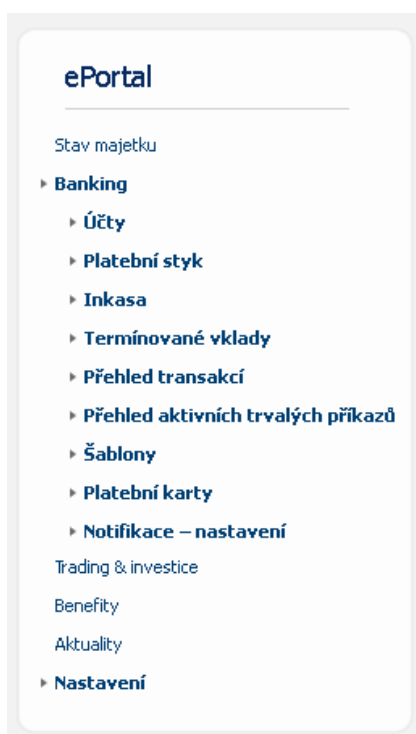 ePortal
Stav majetku
Banking
Účty
Platební styk
Inkasa
Termínované vklady
Přehled transakcí
Přehled aktivních trvalých příkazů
Šablony
Platební karty
Notifikace – nastavení
Trading & investice
Benefity
Aktuality
Nastavení